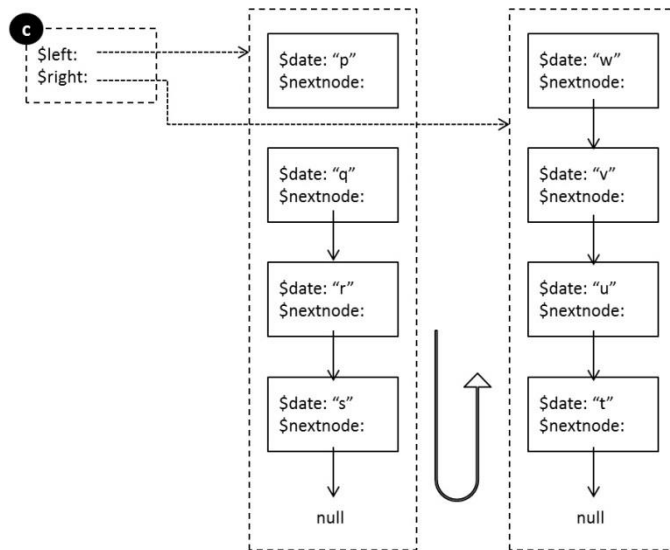 c
$left:
$right:
$date: “p”
$nextnode:
$date: “q”
$nextnode:
$date: “r”
$nextnode:
$date: “s”
$nextnode:
null
$date: “w”
$nextnode:
$date: “v”
$nextnode:
$date: “u”
$nextnode:
$date: “t”
$nextnode:
null